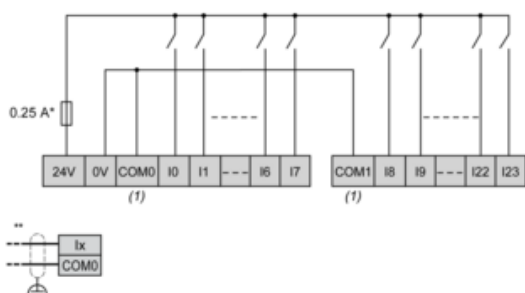 0.25 A*
24V 0V COM0 I0 I1 I6 I7 COM1 I8 I9 I22 I23
(1) (1)
**
Ix
COM0